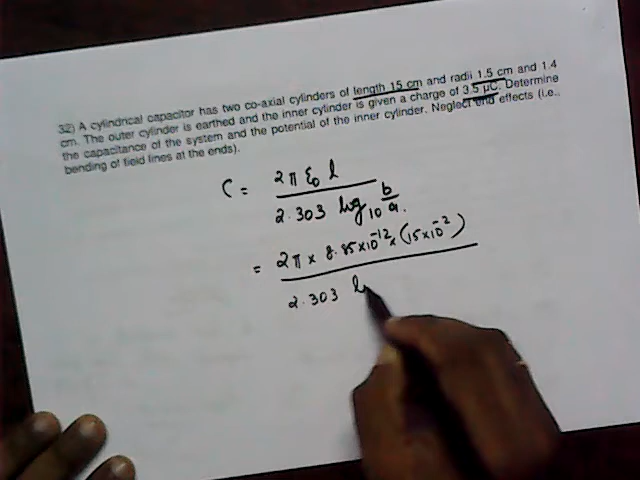 32) A cylindrical capacitor has two co-axial cylinders of length 15 cm and radii 1.5 cm and 1.4
cm. The outer cylinder is earthed and the inner cylinder is given a charge of 3.5 μC. Determine
the capacitance of the system and the potential of the inner cylinder. Neglect end effects (i.e.,
bending of field lines at the ends).
C = 2π ε₀ l / 2.303 log₁₀ b/a.
= 2π × 8.85×10⁻¹² × (15×10⁻²) / 2.303 lo